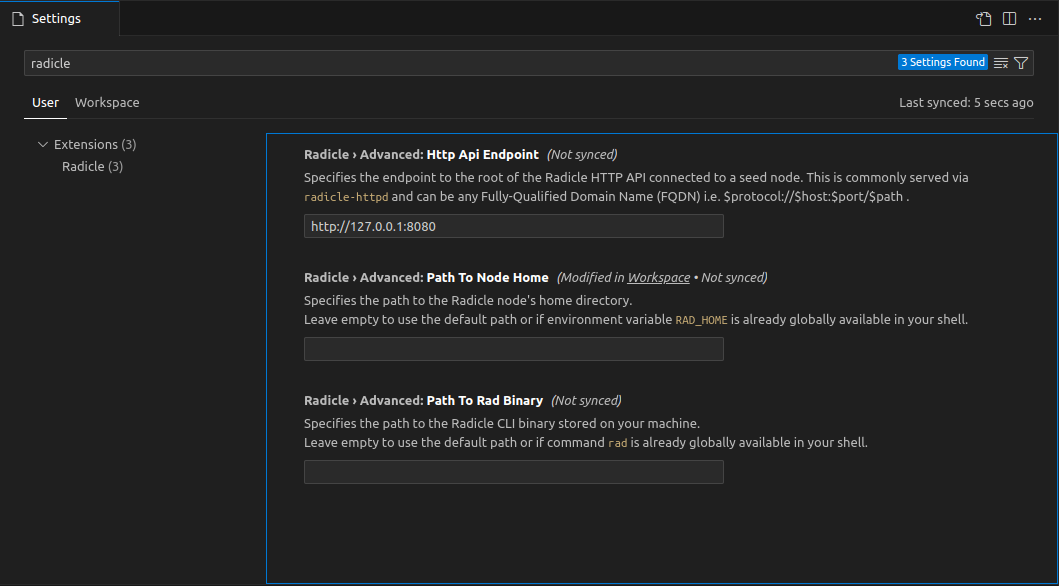 Settings
radicle
3 Settings Found
User Workspace
Last synced: 5 secs ago
Extensions (3)
Radicle (3)
Radicle › Advanced: Http Api Endpoint (Not synced)
Specifies the endpoint to the root of the Radicle HTTP API connected to a seed node. This is commonly served via
radicle-httpd and can be any Fully-Qualified Domain Name (FQDN) i.e. $protocol://$host:$port/$path .
http://127.0.0.1:8080
Radicle › Advanced: Path To Node Home (Modified in Workspace • Not synced)
Specifies the path to the Radicle node's home directory.
Leave empty to use the default path or if environment variable RAD_HOME is already globally available in your shell.
Radicle › Advanced: Path To Rad Binary (Not synced)
Specifies the path to the Radicle CLI binary stored on your machine.
Leave empty to use the default path or if command rad is already globally available in your shell.